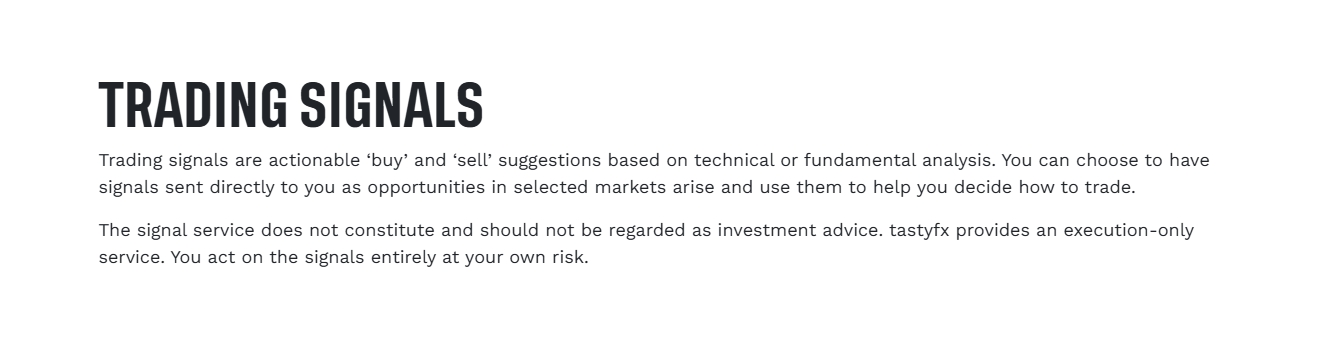 TRADING SIGNALS
Trading signals are actionable ‘buy’ and ‘sell’ suggestions based on technical or fundamental analysis. You can choose to have
signals sent directly to you as opportunities in selected markets arise and use them to help you decide how to trade.
The signal service does not constitute and should not be regarded as investment advice. tastyfx provides an execution-only
service. You act on the signals entirely at your own risk.